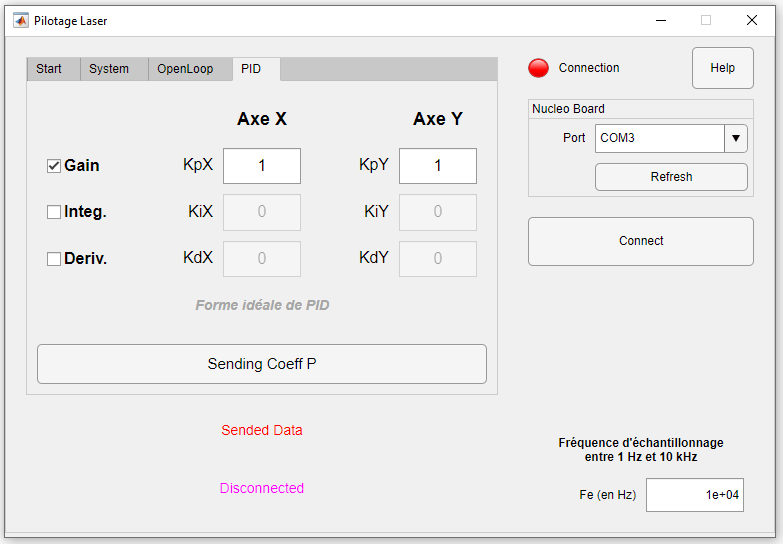 Pilotage Laser
Start System OpenLoop PID
Connection
Help
Axe X Axe Y
Nucleo Board
Port COM3
Gain KpX 1 KpY 1
Refresh
Integ. KiX 0 KiY 0
Connect
Deriv. KdX 0 KdY 0
Forme idéale de PID
Sending Coeff P
Sended Data
Disconnected
Fréquence d'échantillonnage
entre 1 Hz et 10 kHz
Fe (en Hz) 1e+04